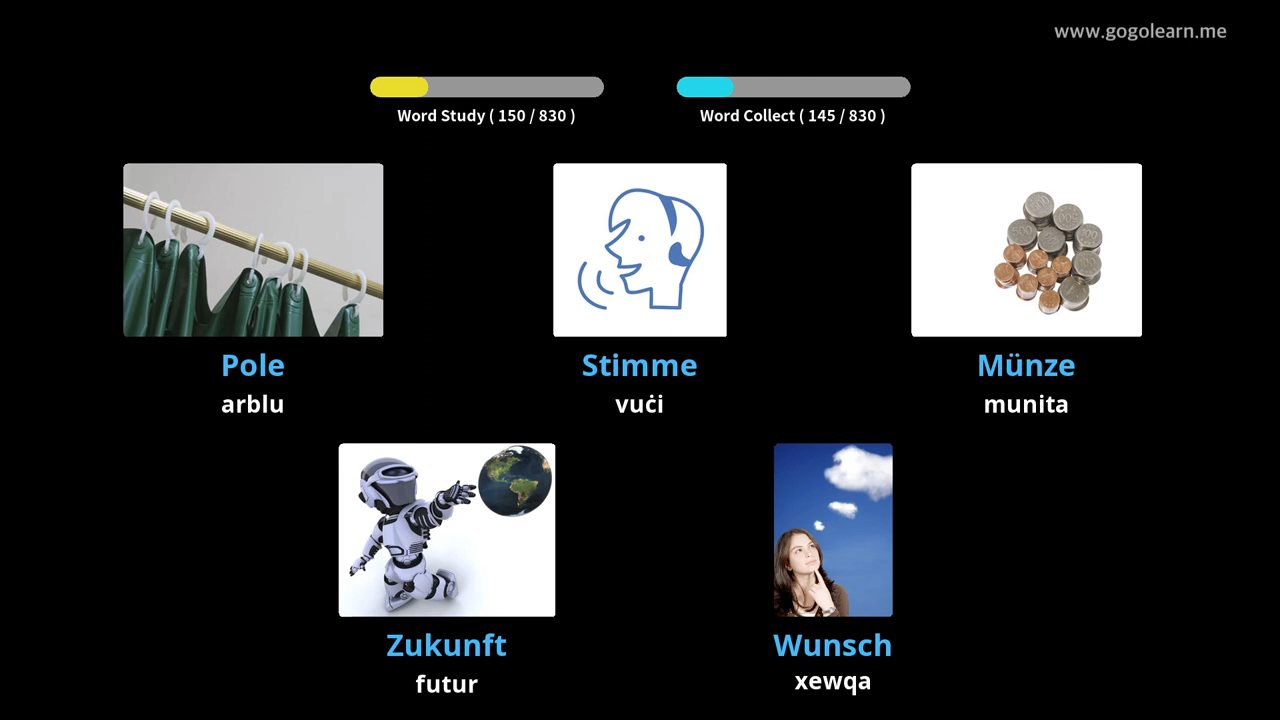 www.gogolearn.me
Word Study ( 150 / 830 )
Word Collect ( 145 / 830 )
Pole
arblu
Stimme
vuċi
Münze
munita
Zukunft
futur
Wunsch
xewqa